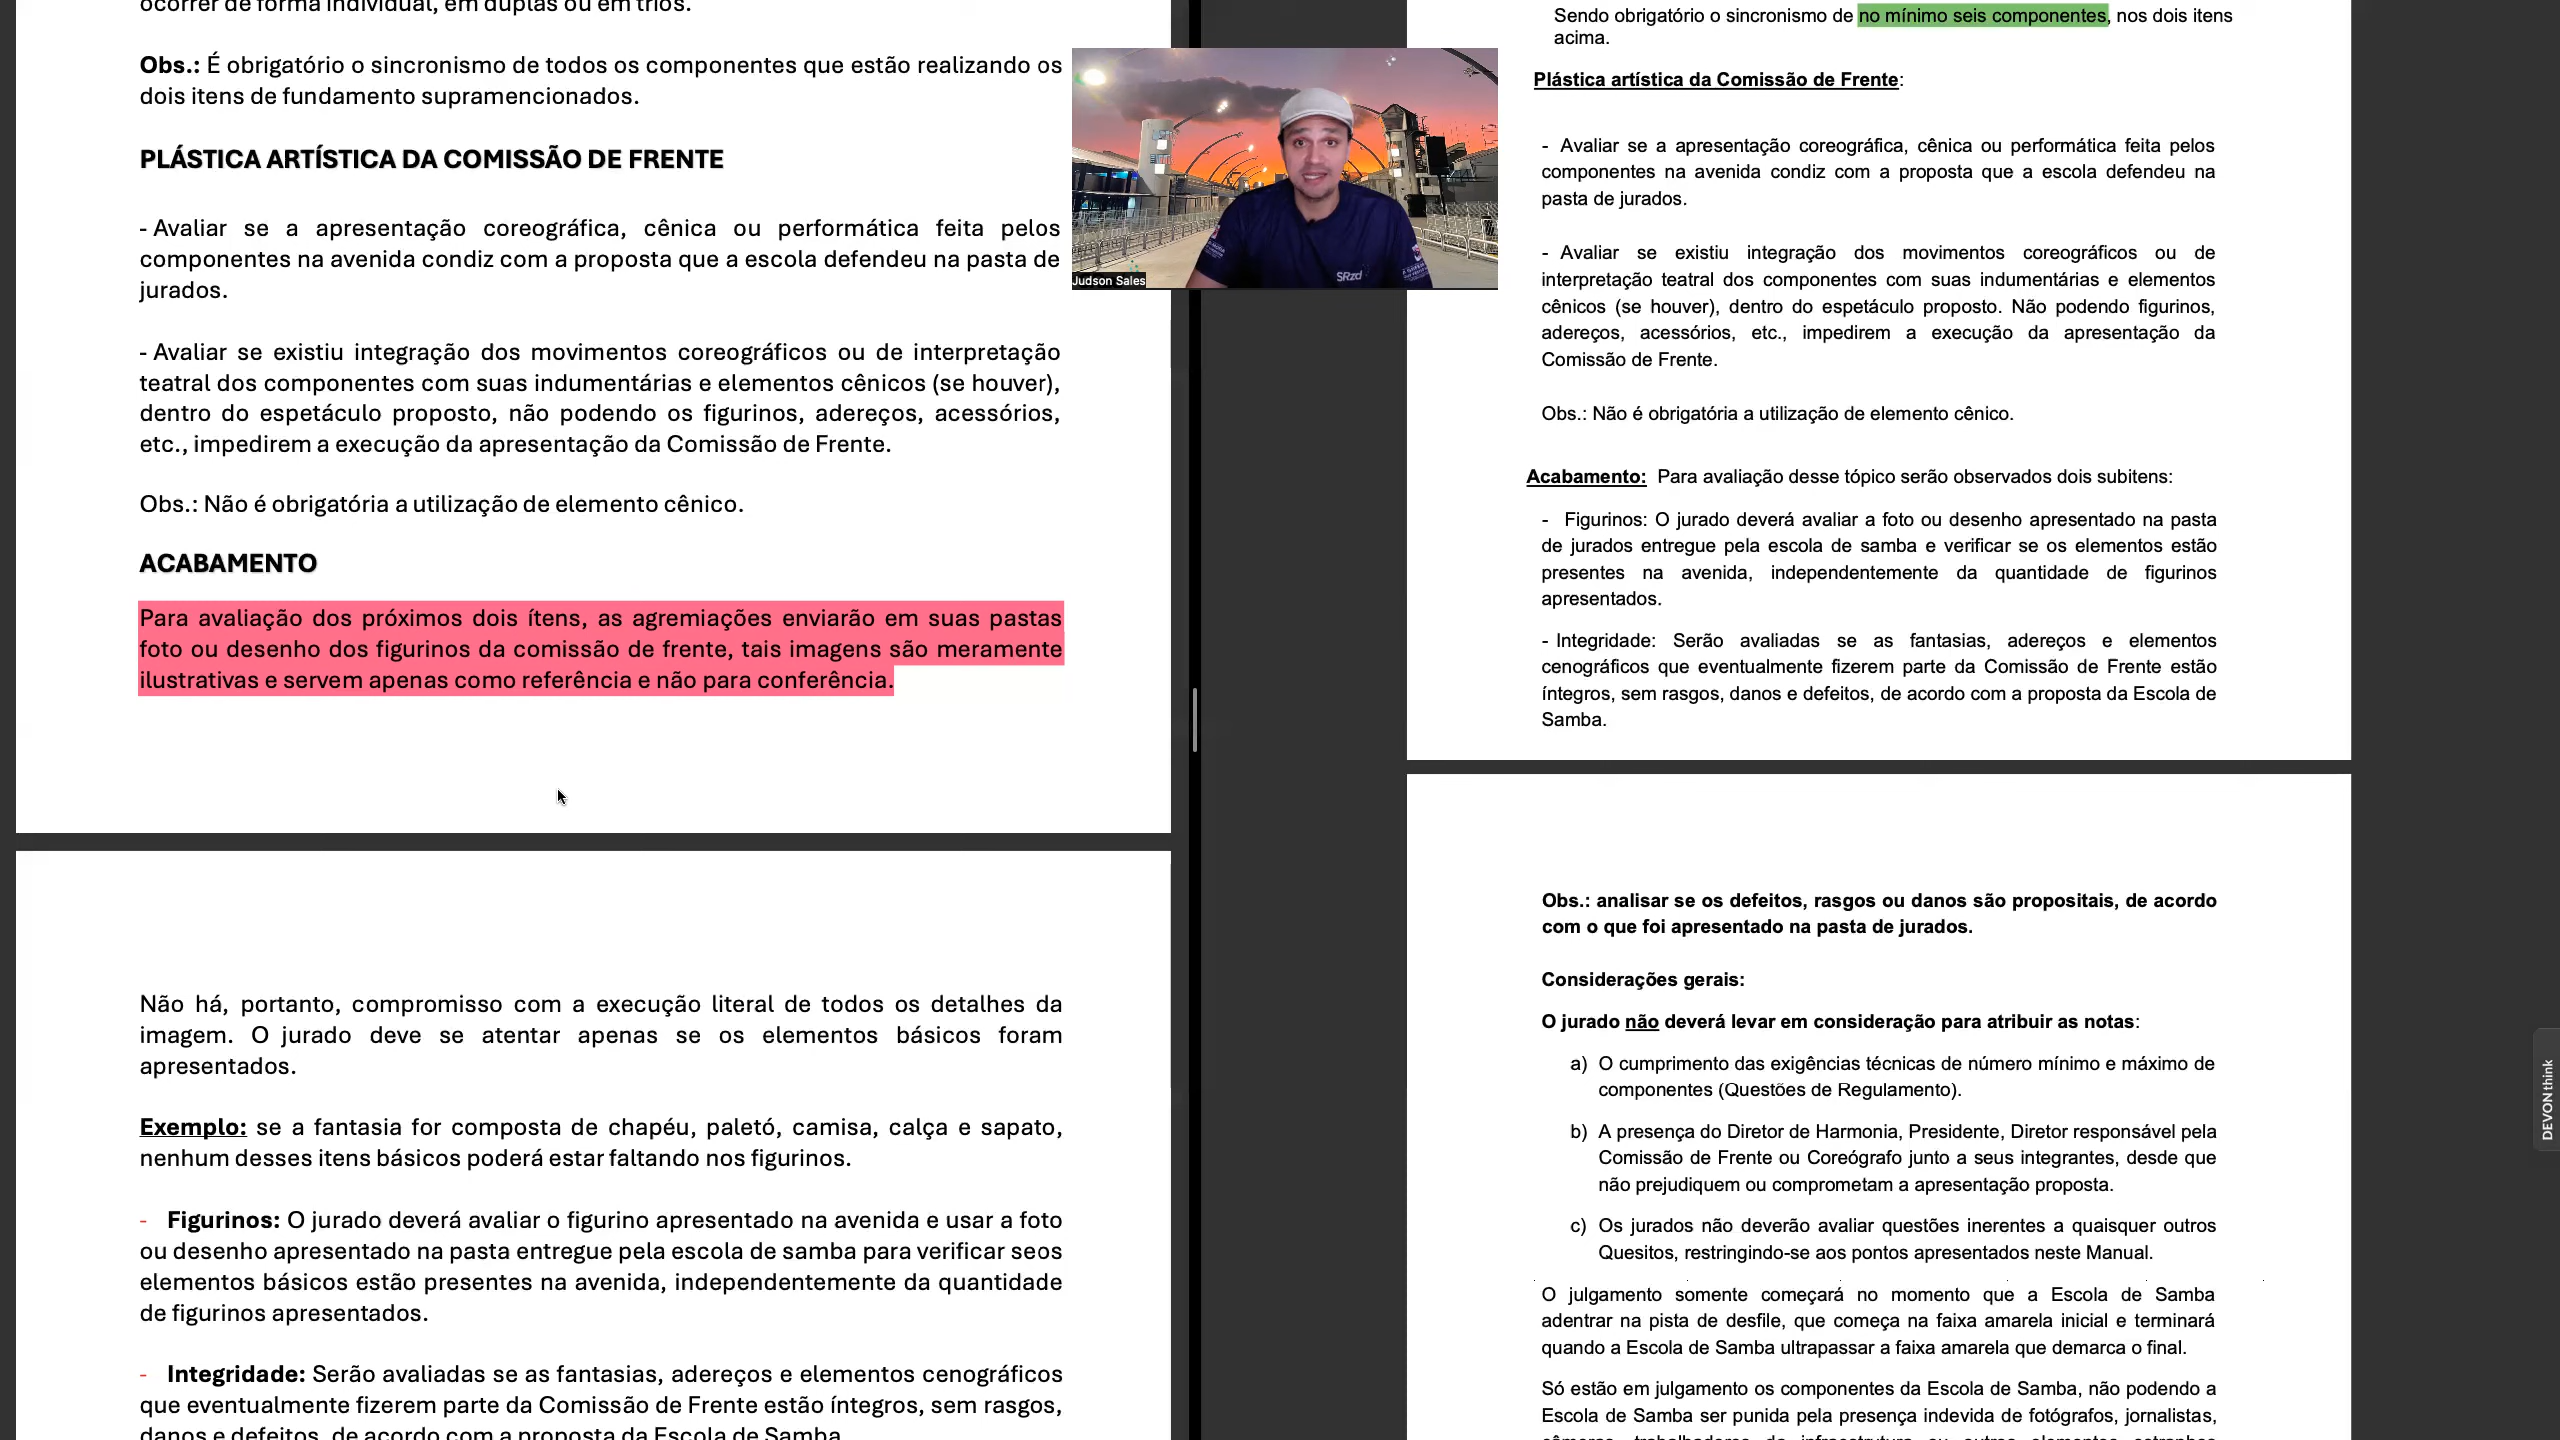 ocorrer de forma individual, em duplas ou em trios.
Obs.: É obrigatório o sincronismo de todos os componentes que estão realizando os
dois itens de fundamento supramencionados.
PLÁSTICA ARTÍSTICA DA COMISSÃO DE FRENTE
- Avaliar se a apresentação coreográfica, cênica ou performática feita pelos
componentes na avenida condiz com a proposta que a escola defendeu na pasta de
jurados.
- Avaliar se existiu integração dos movimentos coreográficos ou de interpretação
teatral dos componentes com suas indumentárias e elementos cênicos (se houver),
dentro do espetáculo proposto, não podendo os figurinos, adereços, acessórios,
etc., impedirem a execução da apresentação da Comissão de Frente.
Obs.: Não é obrigatória a utilização de elemento cênico.
ACABAMENTO
Para avaliação dos próximos dois ítens, as agremiações enviarão em suas pastas
foto ou desenho dos figurinos da comissão de frente, tais imagens são meramente
ilustrativas e servem apenas como referência e não para conferência.
Não há, portanto, compromisso com a execução literal de todos os detalhes da
imagem. O jurado deve se atentar apenas se os elementos básicos foram
apresentados.
Exemplo: se a fantasia for composta de chapéu, paletó, camisa, calça e sapato,
nenhum desses itens básicos poderá estar faltando nos figurinos.
- Figurinos: O jurado deverá avaliar o figurino apresentado na avenida e usar a foto
ou desenho apresentado na pasta entregue pela escola de samba para verificar seos
elementos básicos estão presentes na avenida, independentemente da quantidade
de figurinos apresentados.
- Integridade: Serão avaliadas se as fantasias, adereços e elementos cenográficos
que eventualmente fizerem parte da Comissão de Frente estão íntegros, sem rasgos,
danos e defeitos, de acordo com a proposta da Escola de Samba.
Judson Sales
SRzd
Sendo obrigatório o sincronismo de no mínimo seis componentes, nos dois itens
acima.
Plástica artística da Comissão de Frente:
- Avaliar se a apresentação coreográfica, cênica ou performática feita pelos
componentes na avenida condiz com a proposta que a escola defendeu na
pasta de jurados.
- Avaliar se existiu integração dos movimentos coreográficos ou de
interpretação teatral dos componentes com suas indumentárias e elementos
cênicos (se houver), dentro do espetáculo proposto. Não podendo figurinos,
adereços, acessórios, etc., impedirem a execução da apresentação da
Comissão de Frente.
Obs.: Não é obrigatória a utilização de elemento cênico.
Acabamento: Para avaliação desse tópico serão observados dois subitens:
- Figurinos: O jurado deverá avaliar a foto ou desenho apresentado na pasta
de jurados entregue pela escola de samba e verificar se os elementos estão
presentes na avenida, independentemente da quantidade de figurinos
apresentados.
- Integridade: Serão avaliadas se as fantasias, adereços e elementos
cenográficos que eventualmente fizerem parte da Comissão de Frente estão
íntegros, sem rasgos, danos e defeitos, de acordo com a proposta da Escola de
Samba.
Obs.: analisar se os defeitos, rasgos ou danos são propositais, de acordo
com o que foi apresentado na pasta de jurados.
Considerações gerais:
O jurado não deverá levar em consideração para atribuir as notas:
a) O cumprimento das exigências técnicas de número mínimo e máximo de
componentes (Questões de Regulamento).
b) A presença do Diretor de Harmonia, Presidente, Diretor responsável pela
Comissão de Frente ou Coreógrafo junto a seus integrantes, desde que
não prejudiquem ou comprometam a apresentação proposta.
c) Os jurados não deverão avaliar questões inerentes a quaisquer outros
Quesitos, restringindo-se aos pontos apresentados neste Manual.
O julgamento somente começará no momento que a Escola de Samba
adentrar na pista de desfile, que começa na faixa amarela inicial e terminará
quando a Escola de Samba ultrapassar a faixa amarela que demarca o final.
Só estão em julgamento os componentes da Escola de Samba, não podendo a
Escola de Samba ser punida pela presença indevida de fotógrafos, jornalistas,
DEVONthink